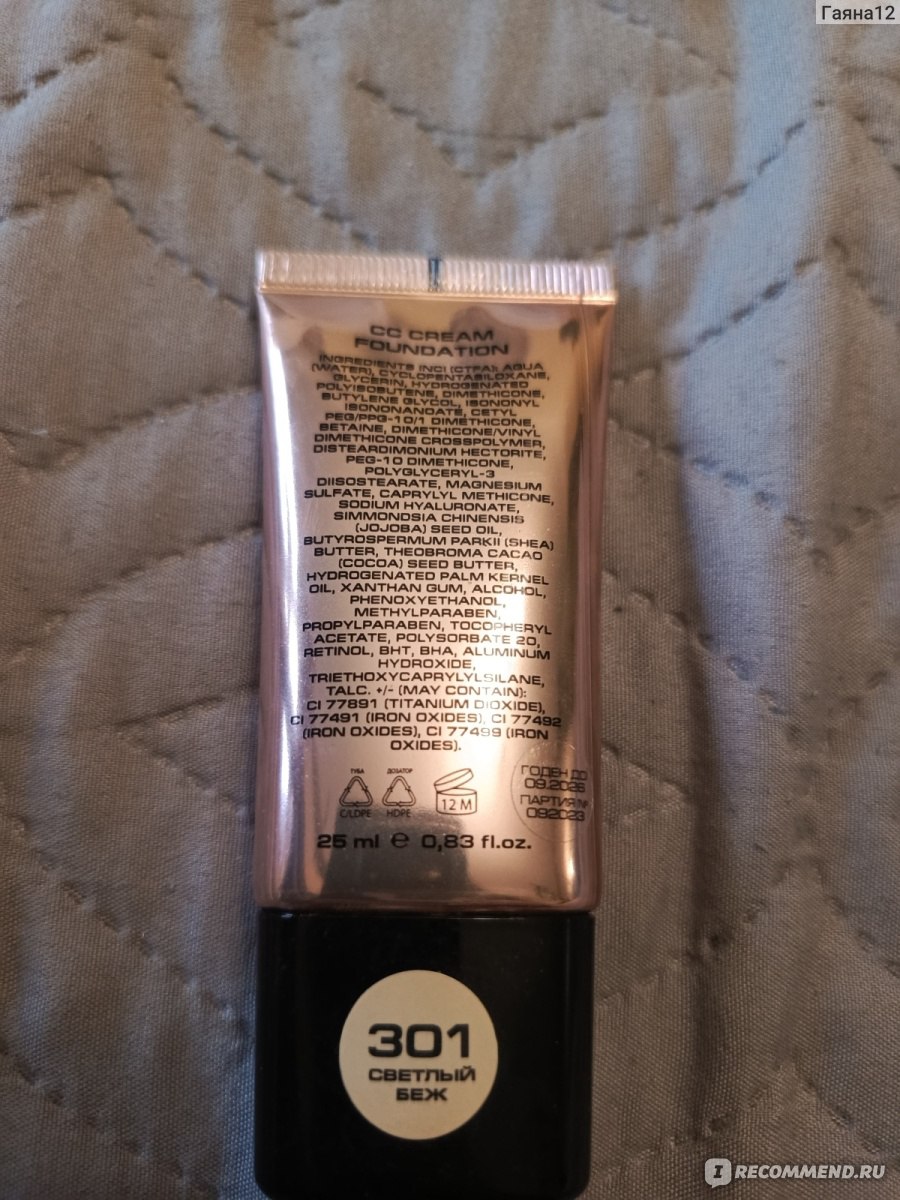 Гаяна12
CC CREAM
FOUNDATION
INGREDIENTS INCI (CTFA): AQUA
(WATER), CYCLOPENTASILOXANE,
GLYCERIN, HYDROGENATED
POLYISOBUTENE, DIMETHICONE,
BUTYLENE GLYCOL, ISONONYL
ISONONANOATE, CETYL
PEG/PPG-10/1 DIMETHICONE,
BETAINE, DIMETHICONE/VINYL
DIMETHICONE CROSSPOLYMER,
DISTEARDIMONIUM HECTORITE,
PEG-10 DIMETHICONE,
POLYGLYCERYL-3
DIISOSTEARATE, MAGNESIUM
SULFATE, CAPRYLYL METHICONE,
SODIUM HYALURONATE,
SIMMONDSIA CHINENSIS
(JOJOBA) SEED OIL,
BUTYROSPERMUM PARKII (SHEA)
BUTTER, THEOBROMA CACAO
(COCOA) SEED BUTTER,
HYDROGENATED PALM KERNEL
OIL, XANTHAN GUM, ALCOHOL,
PHENOXYETHANOL,
METHYLPARABEN,
PROPYLPARABEN, TOCOPHERYL
ACETATE, POLYSORBATE 20,
RETINOL, BHT, BHA, ALUMINUM
HYDROXIDE,
TRIETHOXYCAPRYLYLSILANE,
TALC. +/- (MAY CONTAIN):
CI 77891 (TITANIUM DIOXIDE),
CI 77491 (IRON OXIDES), CI 77492
(IRON OXIDES), CI 77499 (IRON
OXIDES).
ТУБА ДОЗАТОР
C/LDPE HDPE 12 M
ГОДЕН ДО
09.2026
ПАРТИЯ №
092023
25 ml e 0,83 fl.oz.
301
СВЕТЛЫЙ
БЕЖ
I RECOMMEND.RU